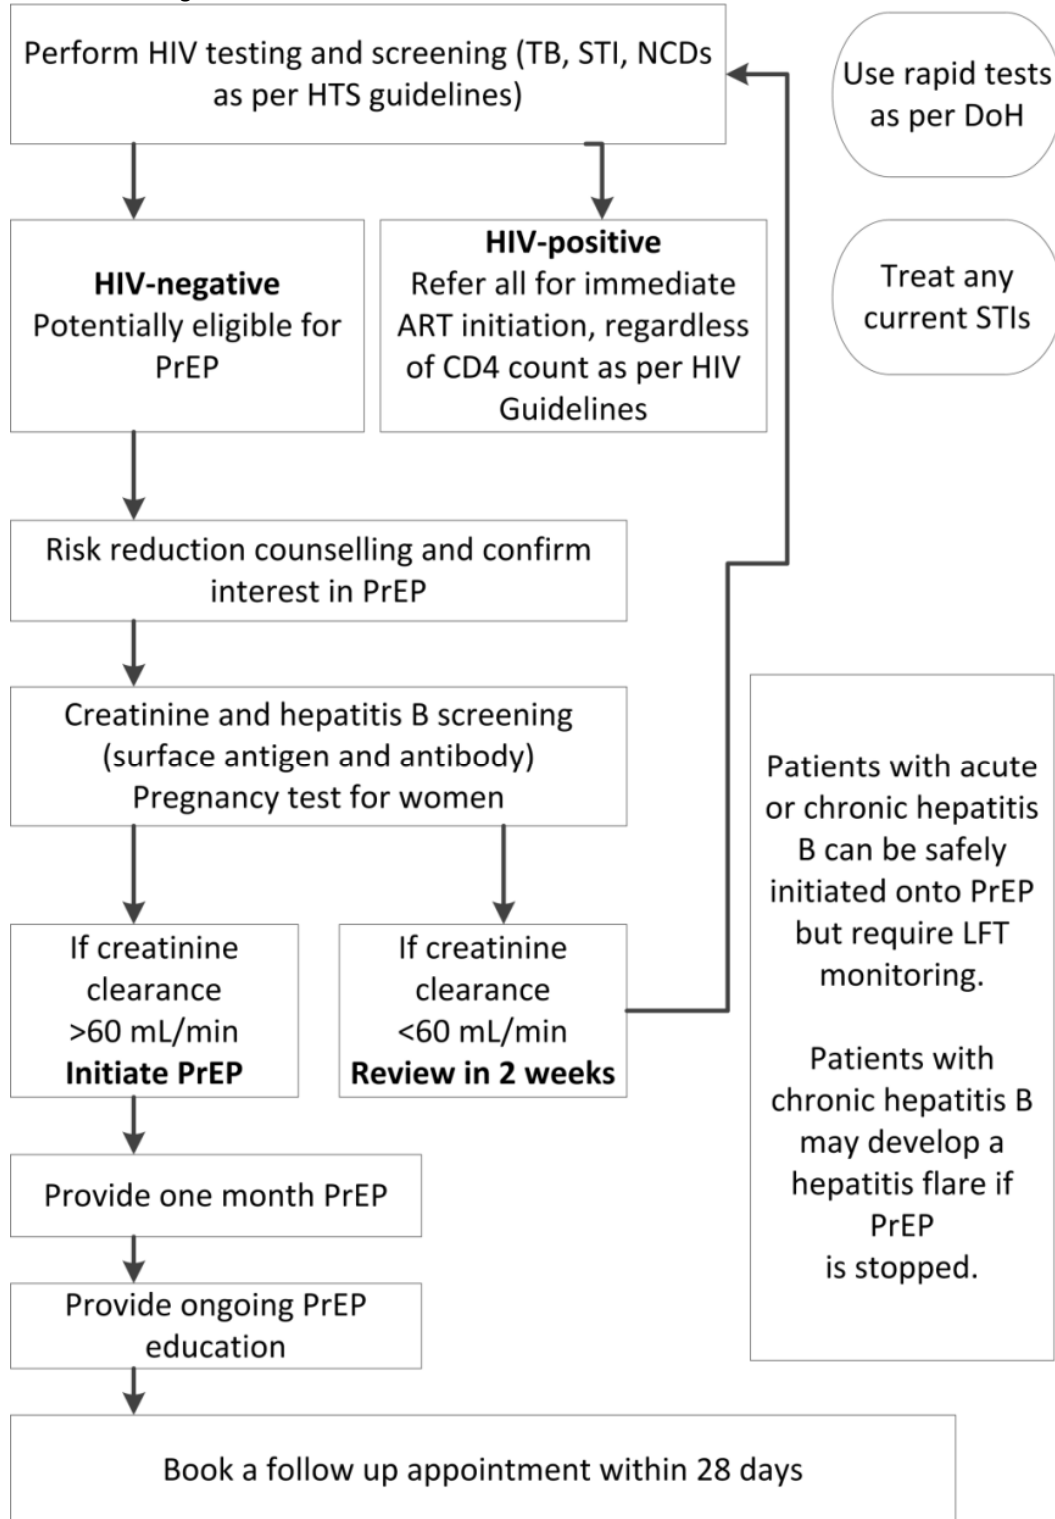 Perform HIV testing and screening (TB, STI, NCDs
as per HTS guidelines)
Use rapid tests
as per DoH
HIV-negative
Potentially eligible for
PrEP
HIV-positive
Refer all for immediate
ART initiation, regardless
of CD4 count as per HIV
Guidelines
Treat any
current STIs
Risk reduction counselling and confirm
interest in PrEP
Creatinine and hepatitis B screening
(surface antigen and antibody)
Pregnancy test for women
If creatinine
clearance
>60 mL/min
Initiate PrEP
If creatinine
clearance
<60 mL/min
Review in 2 weeks
Patients with acute
or chronic hepatitis
B can be safely
initiated onto PrEP
but require LFT
monitoring.
Patients with
chronic hepatitis B
may develop a
hepatitis flare if
PrEP
is stopped.
Provide one month PrEP
Provide ongoing PrEP
education
Book a follow up appointment within 28 days